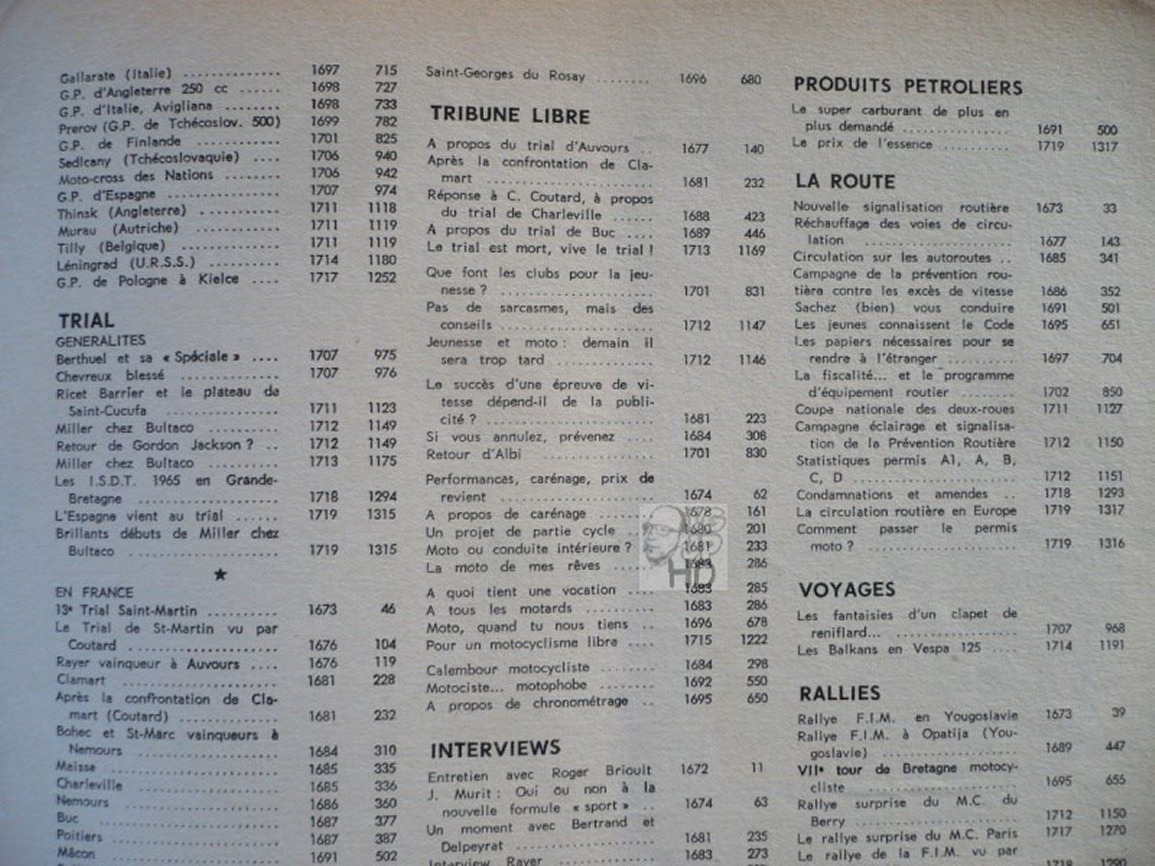 Gallarate (Italie) .............. 1697 715
G.P. d'Angleterre 250 cc ...... 1698 727
G.P. d'Italie, Avigliana ........ 1698 733
Prerov (G.P. de Tchécoslov. 500) 1699 782
G.P. de Finlande .............. 1701 825
Sedlcany (Tchécoslovaquie) .... 1706 940
Moto-cross des Nations ........ 1706 942
G.P. d'Espagne ................ 1707 974
Thinsk (Angleterre) ........... 1711 1118
Murau (Autriche) .............. 1711 1119
Tilly (Belgique) .............. 1711 1119
Léningrad (U.R.S.S.) .......... 1714 1180
G.P. de Pologne à Kielce .... 1717 1252
TRIAL
GENERALITES
Berthuel et sa « Spéciale » .... 1707 975
Chevreux blessé ............. 1707 976
Ricet Barrier et le plateau de
Saint-Cucufa .............. 1711 1123
Miller chez Bultaco ........... 1712 1149
Retour de Gordon Jackson ? .. 1712 1149
Miller chez Bultaco ........... 1713 1175
Les I.S.D.T. 1965 en Grande-
Bretagne .................. 1718 1294
L'Espagne vient au trial ...... 1719 1315
Brillants débuts de Miller chez
Bultaco ................... 1719 1315
★
EN FRANCE
13e Trial Saint-Martin ......... 1673 46
Le Trial de St-Martin vu par
Coutard ................... 1676 104
Rayer vainqueur à Auvours .... 1676 119
Clamart ..................... 1681 228
Après la confrontation de Cla-
mart (Coutard) ............. 1681 232
Bohec et St-Marc vainqueurs à
Nemours ................... 1684 310
Maisse ...................... 1685 335
Charleville .................. 1685 336
Nemours .................... 1686 360
Buc ........................ 1687 377
Poitiers ..................... 1687 387
Mâcon ...................... 1691 502
Saint-Georges du Rosay ........ 1696 680
TRIBUNE LIBRE
A propos du trial d'Auvours .. 1677 140
Après la confrontation de Cla-
mart ...................... 1681 232
Réponse à C. Coutard, à propos
du trial de Charleville ...... 1688 423
A propos du trial de Buc .... 1689 446
Le trial est mort, vive le trial ! 1713 1169
Que font les clubs pour la jeu-
nesse ? .................... 1701 831
Pas de sarcasmes, mais des
conseils .................... 1712 1147
Jeunesse et moto : demain il
sera trop tard .............. 1712 1146
Le succès d'une épreuve de vi-
tesse dépend-il de la publi-
cité ? ...................... 1681 223
Si vous annulez, prévenez .... 1684 308
Retour d'Albi ................ 1701 830
Performances, carénage, prix de
revient .................... 1674 62
A propos de carénage ........ 1678 161
Un projet de partie cycle .. 1680 201
Moto ou conduite intérieure ? 1681 233
La moto de mes rêves ........ 1683 286
A quoi tient une vocation .... 1683 285
A tous les motards .......... 1683 286
Moto, quand tu nous tiens .. 1696 678
Pour un motocyclisme libre .... 1715 1222
Calembour motocycliste ....... 1684 298
Motociste... motophobe ........ 1692 550
A propos de chronométrage .. 1695 650
INTERVIEWS
Entretien avec Roger Brioult 1672 11
J. Murit : Oui ou non à la
nouvelle formule « sport » .. 1674 63
Un moment avec Bertrand et
Delpeyrat .................. 1681 235
Interview Rayer 1683 273
PRODUITS PETROLIERS
Le super carburant de plus en
plus demandé .............. 1691 500
Le prix de l'essence .......... 1719 1317
LA ROUTE
Nouvelle signalisation routière 1673 33
Réchauffage des voies de circu-
lation .................... 1677 143
Circulation sur les autoroutes .. 1685 341
Campagne de la prévention rou-
tière contre les excès de vitesse 1686 352
Sachez (bien) vous conduire 1691 501
Les jeunes connaissent le Code 1695 651
Les papiers nécessaires pour se
rendre à l'étranger .......... 1697 704
La fiscalité... et le programme
d'équipement routier ........ 1702 850
Coupe nationale des deux-roues 1711 1127
Campagne éclairage et signalisa-
tion de la Prévention Routière 1712 1150
Statistiques permis A1, A, B,
C, D ...................... 1712 1151
Condamnations et amendes .. 1718 1293
La circulation routière en Europe 1719 1317
Comment passer le permis
moto ? .................... 1719 1316
VOYAGES
Les fantaisies d'un clapet de
reniflard... ................ 1707 968
Les Balkans en Vespa 125 .... 1714 1191
RALLIES
Rallye F.I.M. en Yougoslavie 1673 39
Rallye F.I.M. à Opatija (You-
goslavie) .................. 1689 447
VIIe tour de Bretagne motocy-
cliste ...................... 1695 655
Rallye surprise du M.C. du
Berry ...................... 1712 1150
Le rallye surprise du M.C. Paris 1717 1270
Le rallye de la F.I.M. vu par
1718
HD